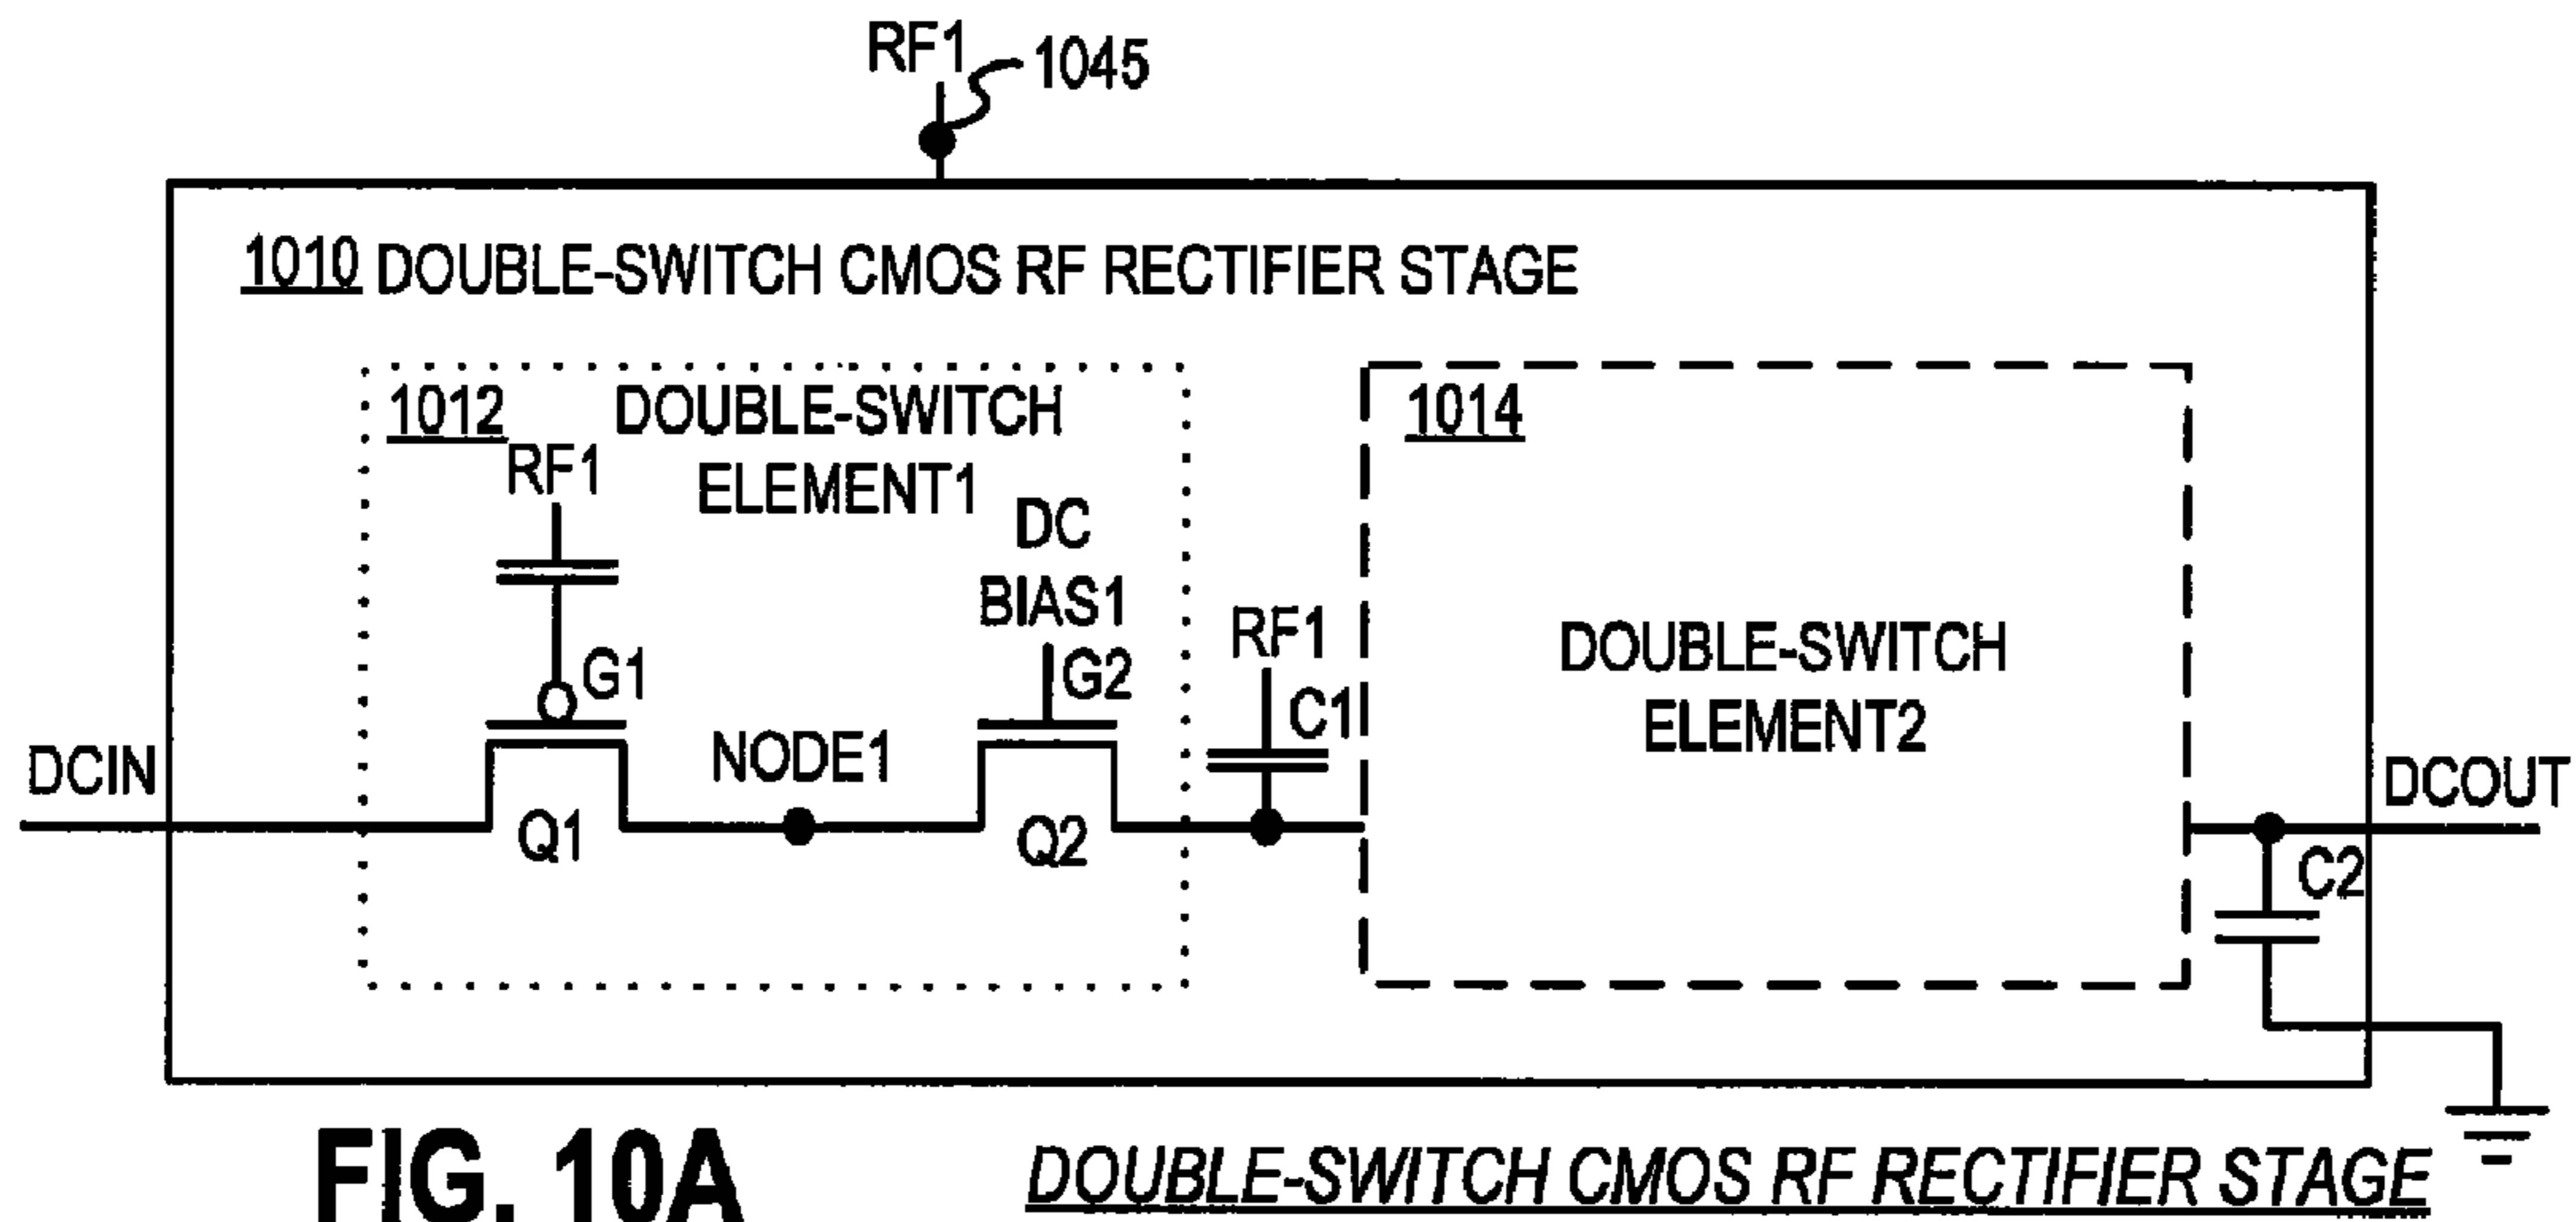 RF1
1045
1010 DOUBLE-SWITCH CMOS RF RECTIFIER STAGE
1012 DOUBLE-SWITCH
ELEMENT1
RF1
G1
Q1
NODE1
DC
BIAS1
G2
Q2
DCIN
RF1
C1
1014
DOUBLE-SWITCH
ELEMENT2
DCOUT
C2
FIG. 10A
DOUBLE-SWITCH CMOS RF RECTIFIER STAGE